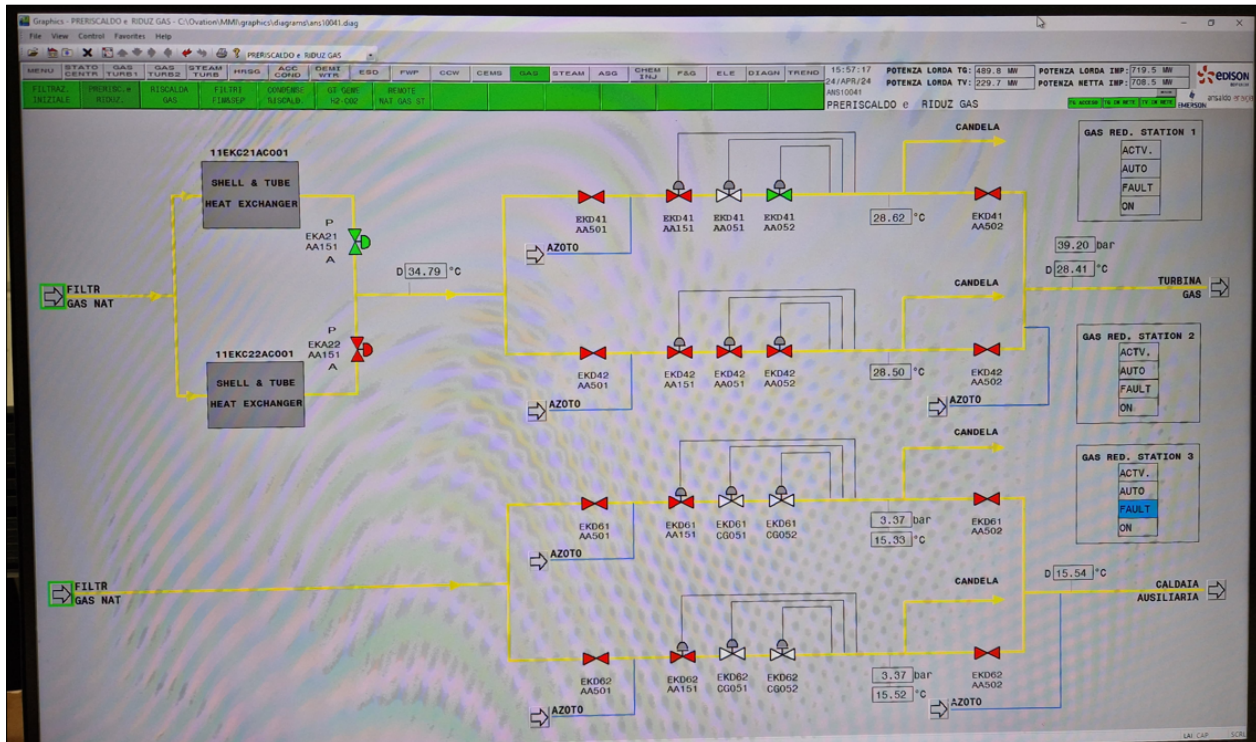 Graphics - PRERISCALDO e RIDUZ GAS - C:\Ovation\MMI\graphics\diagrams\ans10041.diag
File View Control Favorites Help
PRERISCALDO e RIDUZ GAS
MENU
STATO CENTR
GAS TURB1
GAS TURB2
STEAM TURB
HRSG
ACC COND
DEMI WTR
ESD
FWP
CCW
CEMS
GAS
STEAM
ASG
CHEM INJ
F&G
ELE
DIAGN
TREND
FILTRAZ. INIZIALE
PRERISC.e RIDUZ.
RISCALDA GAS
FILTRI FIN&SEP
CONDENSE RISCALD.
GT GENE H2-CO2
REMOTE NAT GAS ST
15:57:17
24/APR/24
ANS10041
PRERISCALDO e RIDUZ GAS
POTENZA LORDA TG: 489.8 MW
POTENZA LORDA TV: 229.7 MW
POTENZA LORDA IMP: 719.5 MW
POTENZA NETTA IMP: 708.5 MW
EDISON
EMERSON
ansaldo
11EKC21AC001
SHELL & TUBE
HEAT EXCHANGER
P
EKA21
AA151
A
FILTR
GAS NAT
P
EKA22
AA151
A
11EKC22AC001
SHELL & TUBE
HEAT EXCHANGER
D 34.79 °C
EKD41
AA501
EKD41
AA151
EKD41
AA051
EKD41
AA052
AZOTO
CANDELA
28.62 °C
EKD41
AA502
39.20 bar
D 28.41 °C
TURBINA
GAS
EKD42
AA501
EKD42
AA151
EKD42
AA051
EKD42
AA052
AZOTO
CANDELA
28.50 °C
EKD42
AA502
AZOTO
GAS RED. STATION 1
ACTV.
AUTO
FAULT
ON
GAS RED. STATION 2
ACTV.
AUTO
FAULT
ON
GAS RED. STATION 3
ACTV.
AUTO
FAULT
ON
FILTR
GAS NAT
EKD61
AA501
EKD61
AA151
EKD61
CG051
EKD61
CG052
AZOTO
CANDELA
3.37 bar
15.33 °C
EKD61
AA502
D 15.54 °C
CALDAIA
AUSILIARIA
EKD62
AA501
EKD62
AA151
EKD62
CG051
EKD62
CG052
AZOTO
CANDELA
3.37 bar
15.52 °C
EKD62
AA502
AZOTO